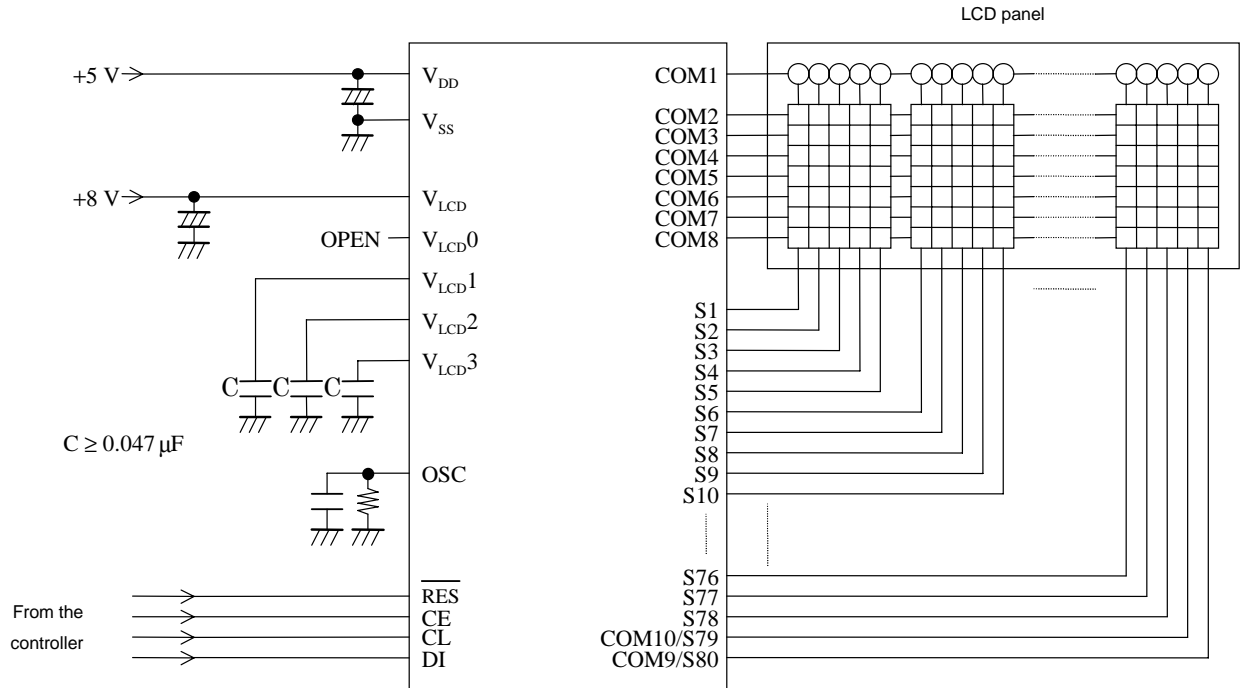 LCD panel
+5 V
VDD
COM1
VSS
COM2
COM3
COM4
COM5
COM6
COM7
COM8
+8 V
VLCD
OPEN
VLCD0
VLCD1
VLCD2
VLCD3
C
C
C
C ≥ 0.047 μF
OSC
S1
S2
S3
S4
S5
S6
S7
S8
S9
S10
S76
S77
S78
COM10/S79
COM9/S80
From the
controller
RES
CE
CL
DI